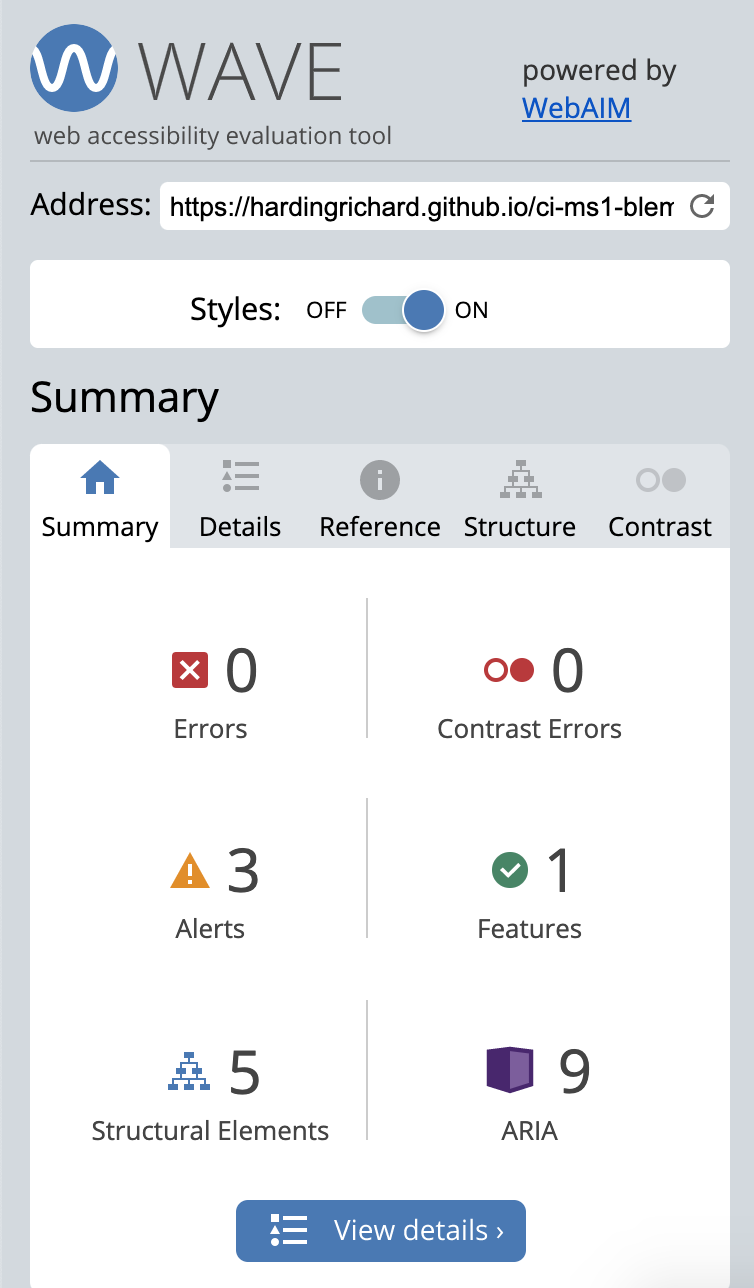 WAVE
web accessibility evaluation tool
powered by
WebAIM
Address: https://hardingrichard.github.io/ci-ms1-blem
Styles: OFF ON
Summary
Summary Details Reference Structure Contrast
0
Errors
0
Contrast Errors
3
Alerts
1
Features
5
Structural Elements
9
ARIA
View details ›